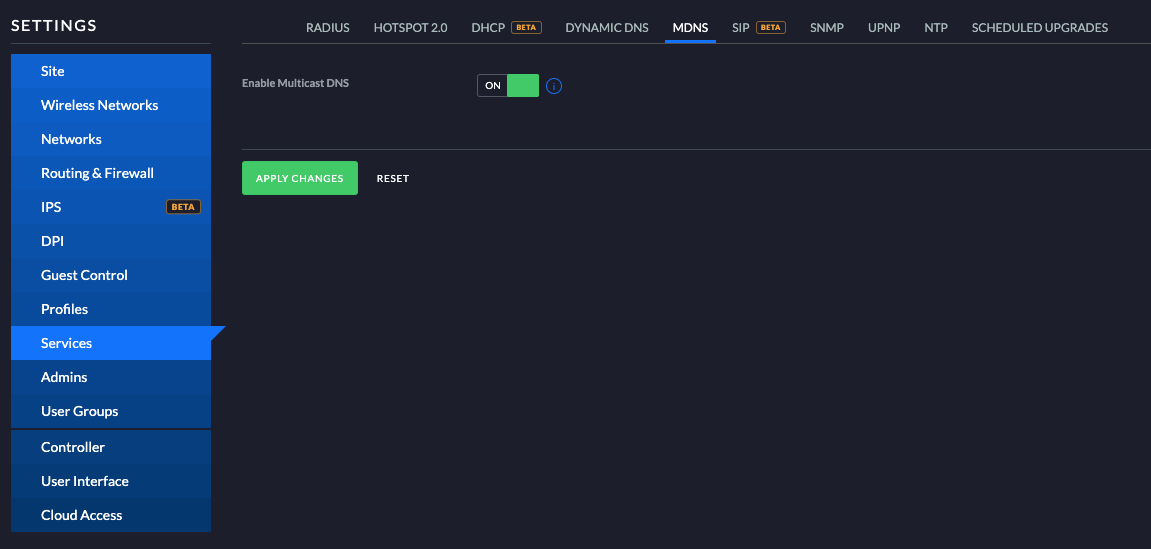 SETTINGS
RADIUS HOTSPOT 2.0 DHCP BETA DYNAMIC DNS MDNS SIP BETA SNMP UPNP NTP SCHEDULED UPGRADES
Site
Wireless Networks
Networks
Routing & Firewall
IPS BETA
DPI
Guest Control
Profiles
Services
Admins
User Groups
Controller
User Interface
Cloud Access
Enable Multicast DNS ON i
APPLY CHANGES RESET